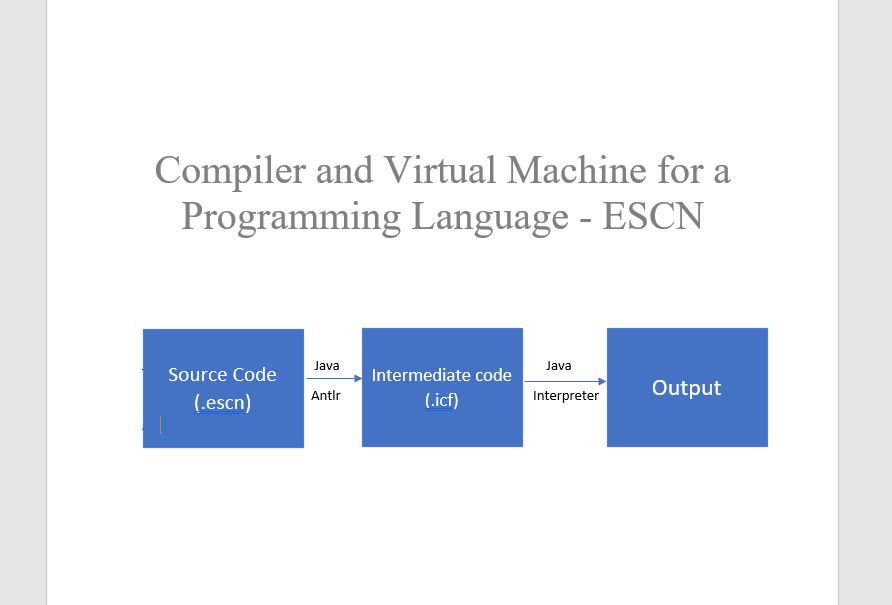 Compiler and Virtual Machine for a
Programming Language - ESCN
Source Code
(.escn)
Java
Antlr
Intermediate code
(.icf)
Java
Interpreter
Output